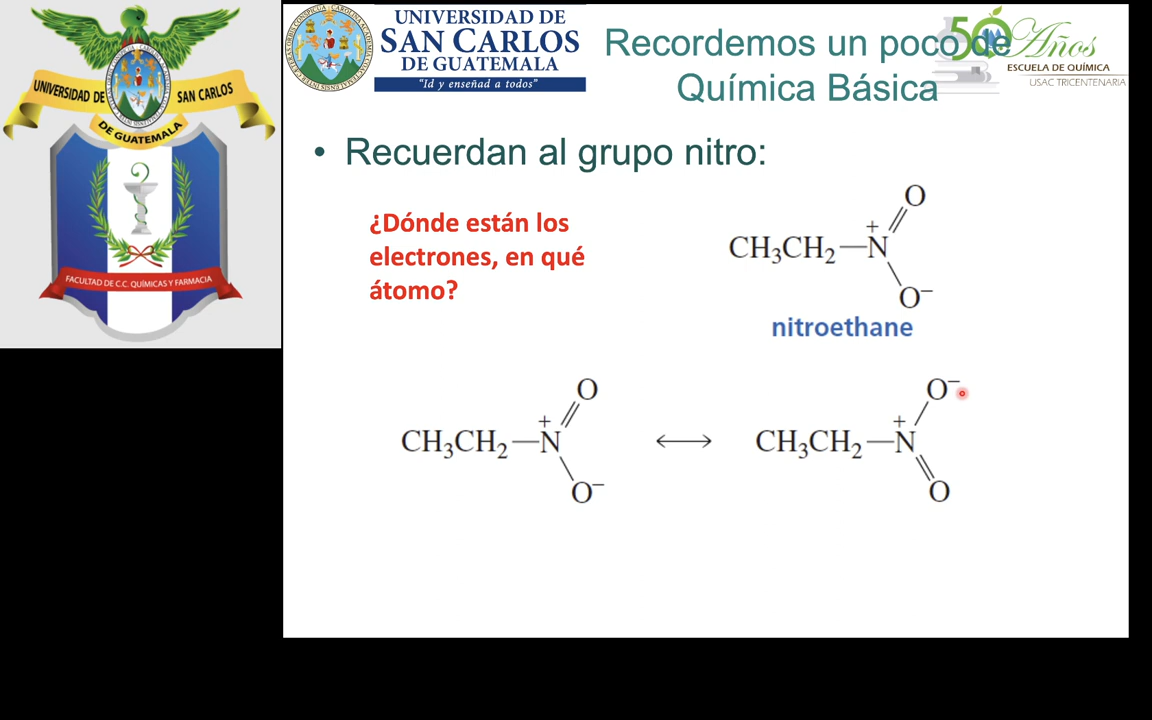 UNIVERSIDAD DE SAN CARLOS
DE GUATEMALA
FACULTAD DE C.C. QUÍMICAS Y FARMACIA
UNIVERSIDAD DE
SAN CARLOS
DE GUATEMALA
"Id y enseñad a todos"
Recordemos un poco de
Química Básica
50 Años
ESCUELA DE QUÍMICA
USAC TRICENTENARIA
• Recuerdan al grupo nitro:
¿Dónde están los
electrones, en qué
átomo?
O
+
CH₃CH₂—N
O⁻
nitroethane
O
+
CH₃CH₂—N
O⁻
⟷
O⁻
+
CH₃CH₂—N
O